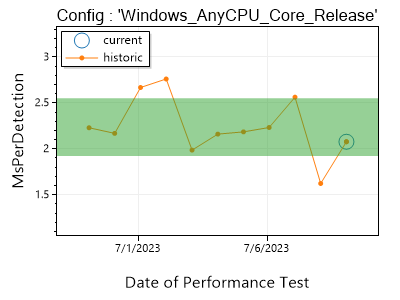 Config : 'Windows_AnyCPU_Core_Release'
current
historic
3
2.5
2
1.5
MsPerDetection
7/1/2023
7/6/2023
Date of Performance Test